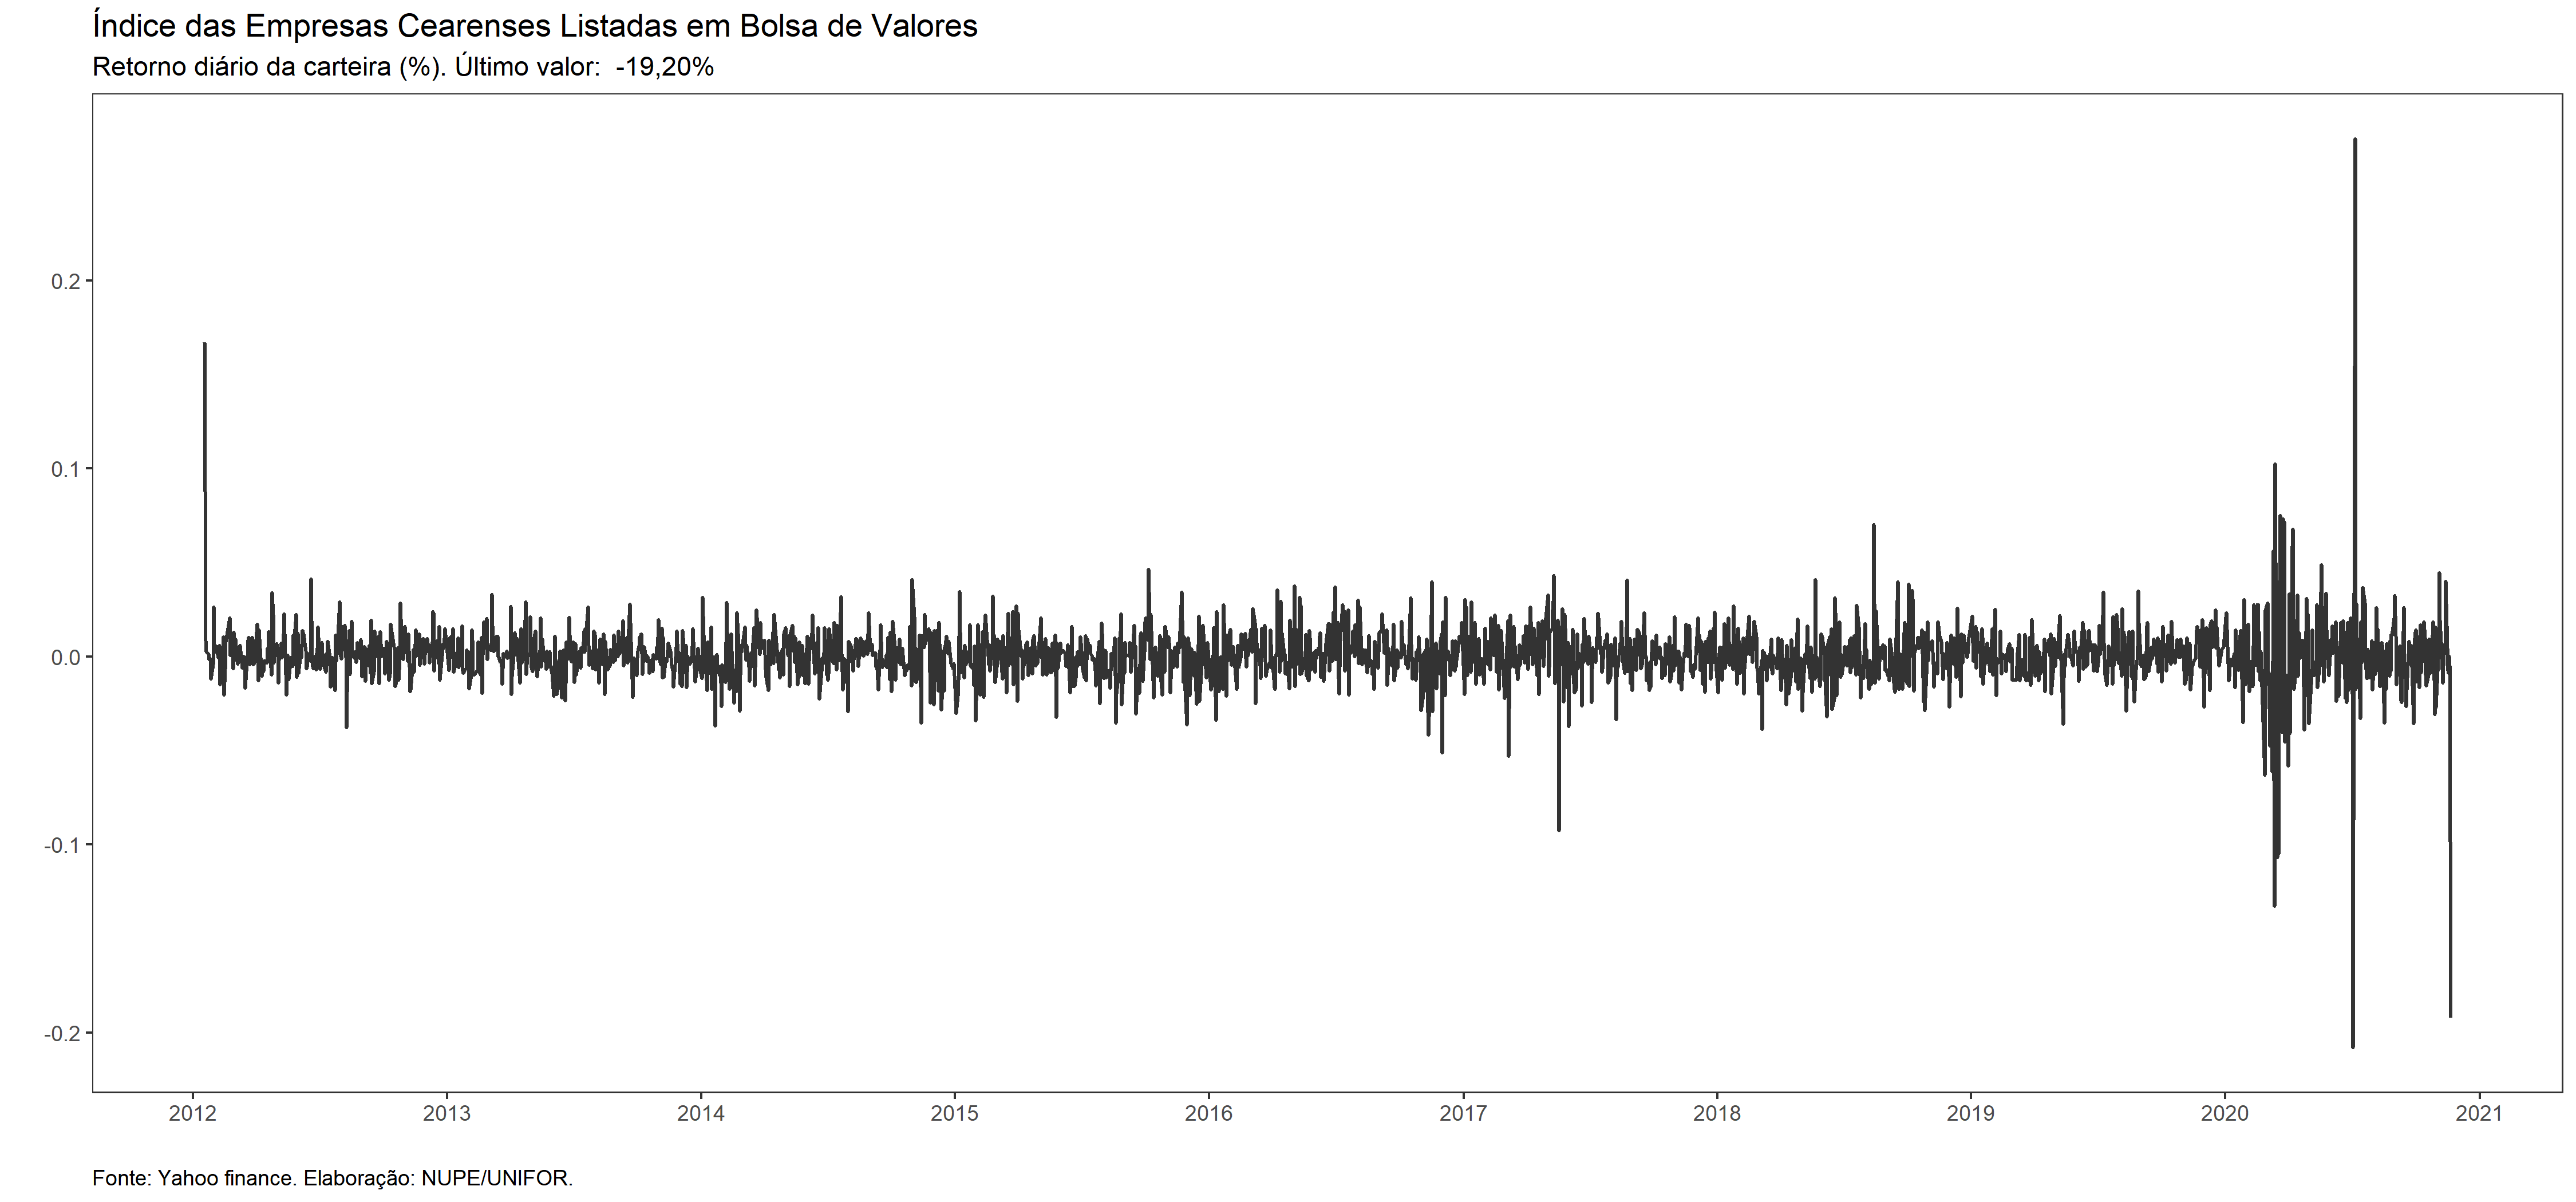 Índice das Empresas Cearenses Listadas em Bolsa de Valores
Retorno diário da carteira (%). Último valor:  -19,20%
0.2
0.1
0.0
-0.1
-0.2
2012 2013 2014 2015 2016 2017 2018 2019 2020 2021
Fonte: Yahoo finance. Elaboração: NUPE/UNIFOR.